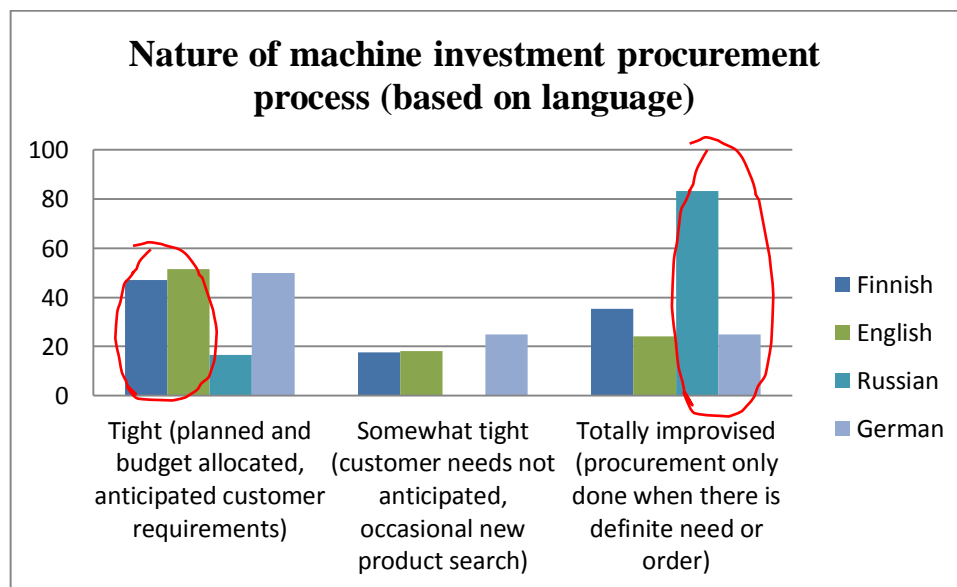 Nature of machine investment procurement
process (based on language)
100
80
60
40
20
0
Finnish
English
Russian
German
Tight (planned and
budget allocated,
anticipated customer
requirements)
Somewhat tight
(customer needs not
anticipated,
occasional new
product search)
Totally improvised
(procurement only
done when there is
definite need or
order)